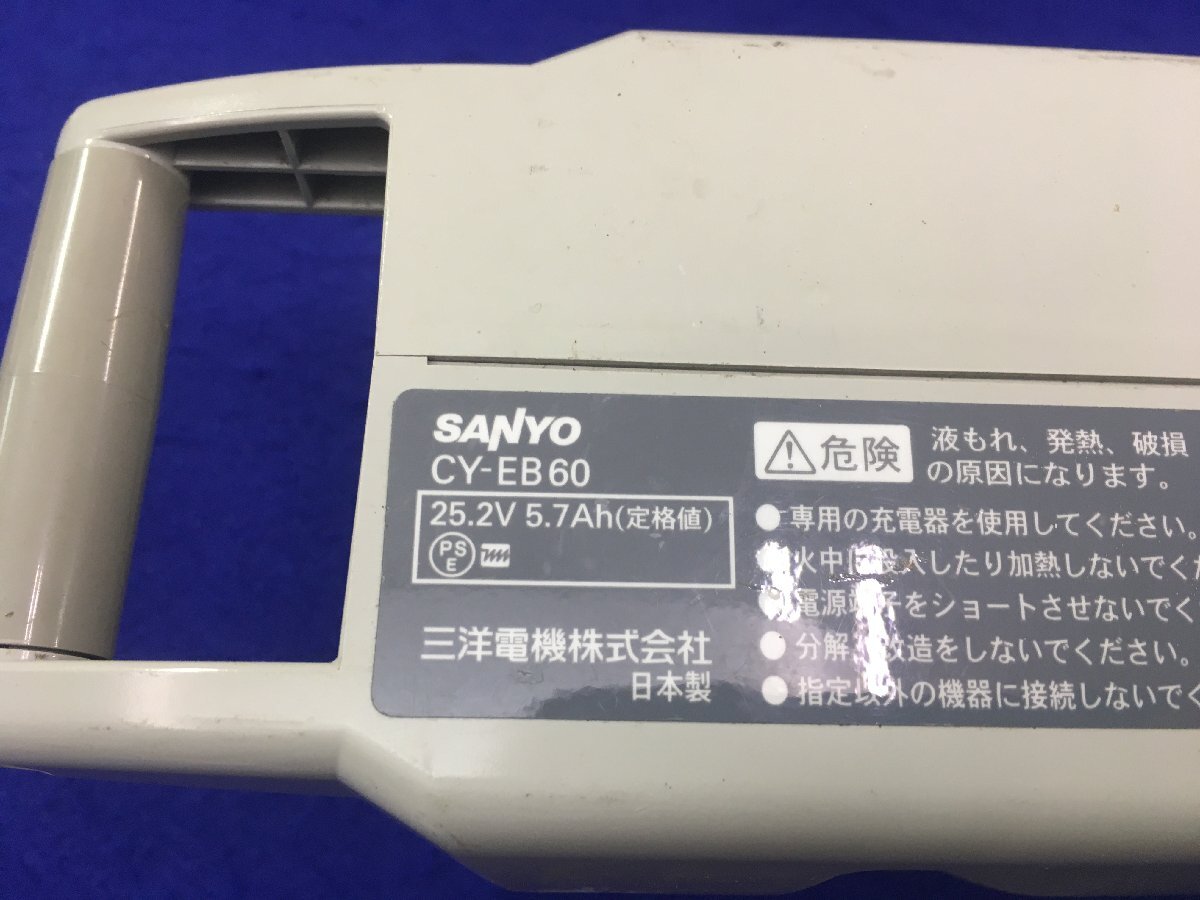 SANYO
CY-EB60
25.2V 5.7Ah(定格値)
PS
E
三洋電機株式会社
日本製
危険
液もれ、発熱、破損
の原因になります。
●専用の充電器を使用してください。
●火中に投入したり加熱しないでくだ
●電源端子をショートさせないでく
●分解、改造をしないでください。
●指定以外の機器に接続しないでく